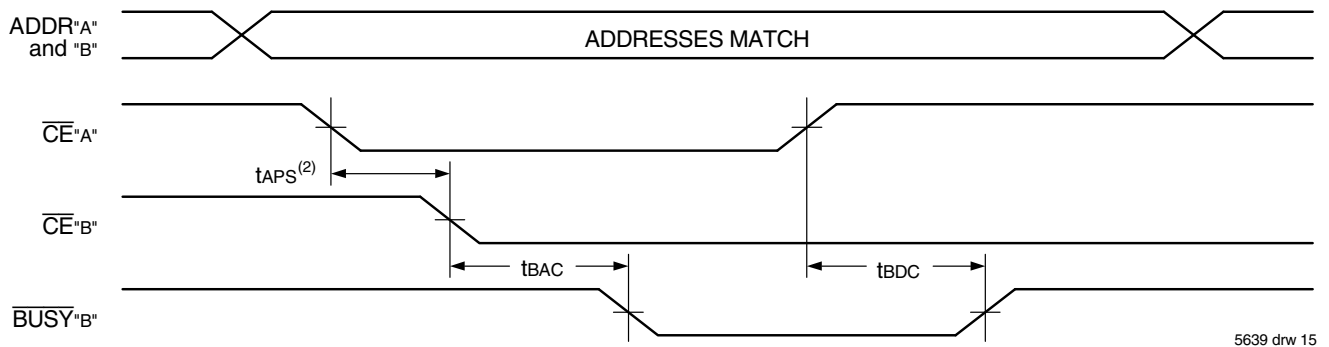 ADDR"A"
and "B"
ADDRESSES MATCH
CE"A"
tAPS(2)
CE"B"
tBAC
tBDC
BUSY"B"
5639 drw 15